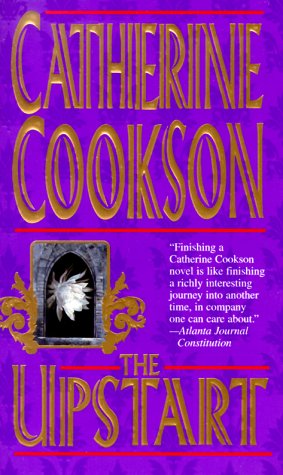 CATHERINE
COOKSON
“Finishing a
Catherine Cookson
novel is like finishing
a richly interesting
journey into another
time, in company
one can care about.”
—Atlanta Journal
Constitution
THE
UPSTART